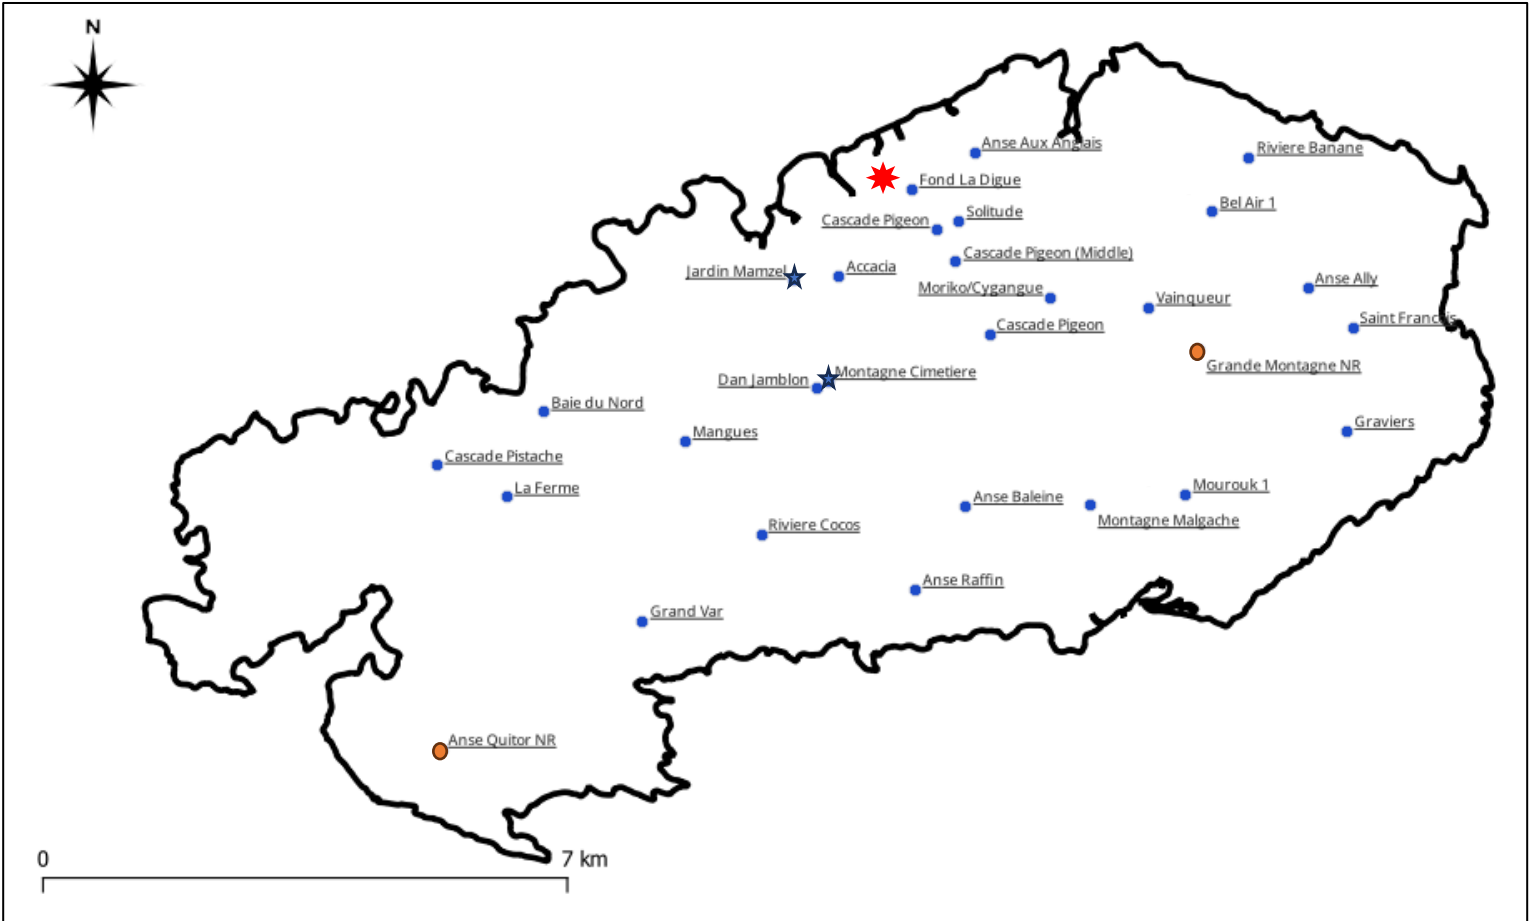 N
Anse Aux Anglais
Riviere Banane
Fond La Digue
Bel Air 1
Solitude
Cascade Pigeon
Cascade Pigeon (Middle)
Jardin Mamzel
Accacia
Anse Ally
Moriko/Cygangue
Vainqueur
Saint Francois
Cascade Pigeon
Grande Montagne NR
Montagne Cimetiere
Dan Jamblon
Baie du Nord
Graviers
Mangues
Cascade Pistache
La Ferme
Mourouk 1
Anse Baleine
Montagne Malgache
Riviere Cocos
Anse Raffin
Grand Var
Anse Quitor NR
0 7 km